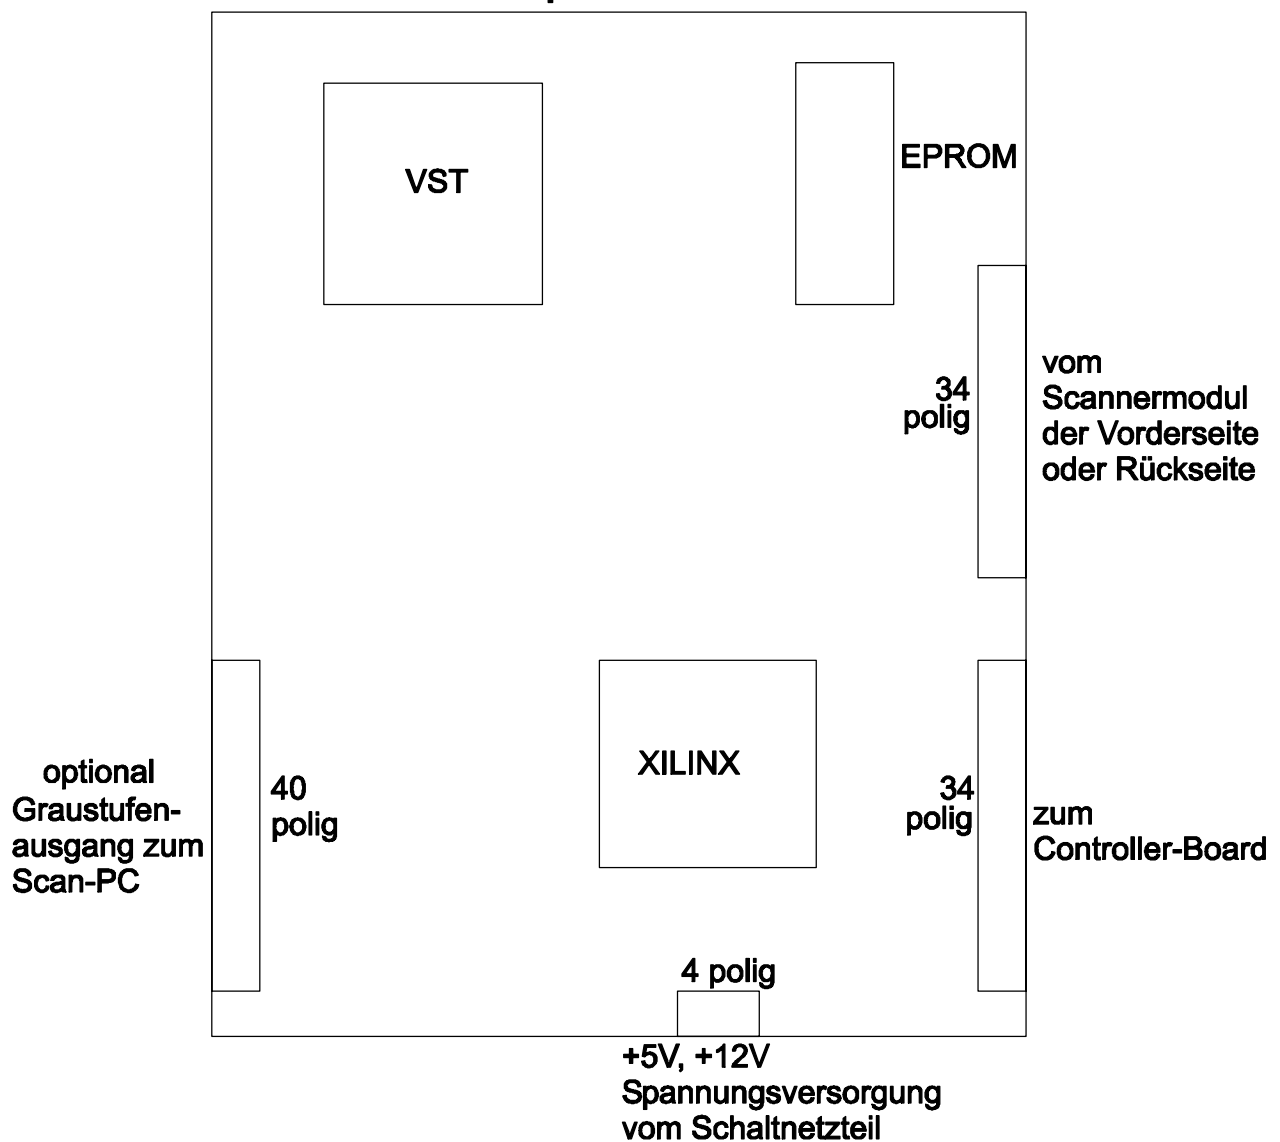 VST
EPROM
34
polig
vom
Scannermodul
der Vorderseite
oder Rückseite
optional
Graustufen-
ausgang zum
Scan-PC
40
polig
XILINX
34
polig
zum
Controller-Board
4 polig
+5V, +12V
Spannungsversorgung
vom Schaltnetzteil